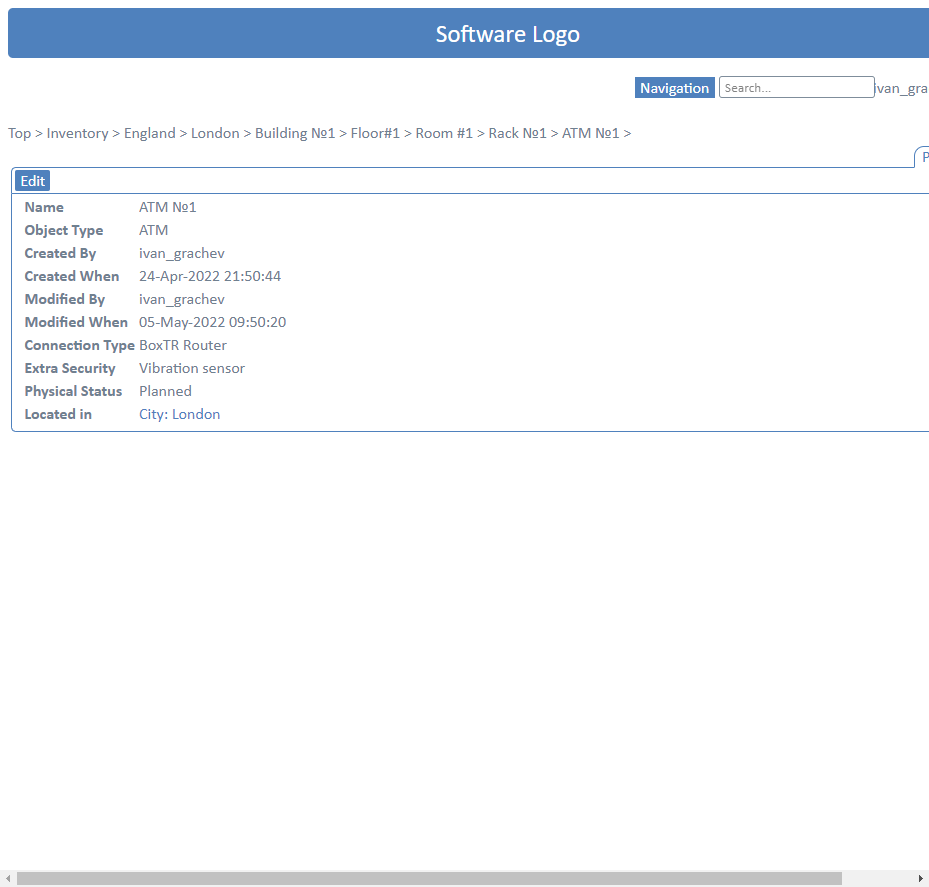 Software Logo
Navigation Search... ivan_gra
Top > Inventory > England > London > Building №1 > Floor#1 > Room #1 > Rack №1 > ATM №1 >
P
Edit
Name ATM №1
Object Type ATM
Created By ivan_grachev
Created When 24-Apr-2022 21:50:44
Modified By ivan_grachev
Modified When 05-May-2022 09:50:20
Connection Type BoxTR Router
Extra Security Vibration sensor
Physical Status Planned
Located in City: London